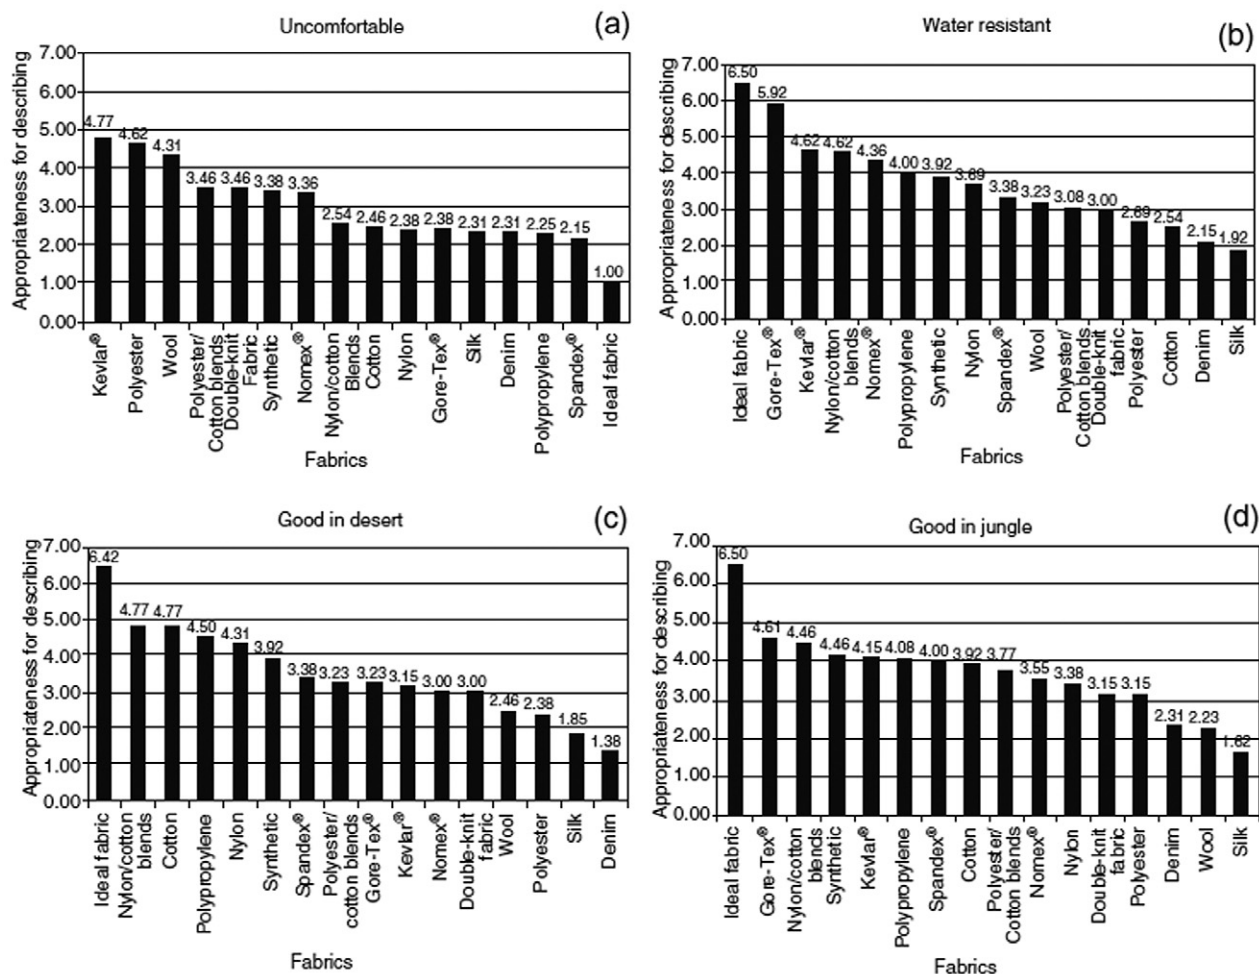 Uncomfortable
(a)
Appropriateness for describing
7.00
6.00
5.00
4.00
3.00
2.00
1.00
0.00
4.77
4.62
4.31
3.46
3.46
3.38
3.36
2.54
2.46
2.38
2.38
2.31
2.31
2.25
2.15
1.00
Kevlar®
Polyester
Wool
Polyester/
Cotton blends
Double-knit
Fabric
Synthetic
Nomex®
Nylon/cotton
Blends
Cotton
Nylon
Gore-Tex®
Silk
Denim
Polypropylene
Spandex®
Ideal fabric
Fabrics
Water resistant
(b)
Appropriateness for describing
7.00
6.00
5.00
4.00
3.00
2.00
1.00
0.00
6.50
5.92
4.62
4.62
4.36
4.00
3.92
3.69
3.38
3.23
3.08
3.00
2.69
2.54
2.15
1.92
Ideal fabric
Gore-Tex®
Kevlar®
Nylon/cotton
blends
Nomex®
Polypropylene
Synthetic
Nylon
Spandex®
Wool
Polyester/
Cotton blends
Double-knit
fabric
Polyester
Cotton
Denim
Silk
Fabrics
Good in desert
(c)
Appropriateness for describing
7.00
6.00
5.00
4.00
3.00
2.00
1.00
0.00
6.42
4.77
4.77
4.50
4.31
3.92
3.38
3.23
3.23
3.15
3.00
3.00
2.46
2.38
1.85
1.38
Ideal fabric
Nylon/cotton
blends
Cotton
Polypropylene
Nylon
Synthetic
Spandex®
Polyester/
cotton blends
Gore-Tex®
Kevlar®
Nomex®
Double-knit
fabric
Wool
Polyester
Silk
Denim
Fabrics
Good in jungle
(d)
Appropriateness for describing
7.00
6.00
5.00
4.00
3.00
2.00
1.00
0.00
6.50
4.61
4.46
4.46
4.15
4.08
4.00
3.92
3.77
3.55
3.38
3.15
3.15
2.31
2.23
1.62
Ideal fabric
Gore-Tex®
Nylon/cotton
blends
Synthetic
Kevlar®
Polypropylene
Spandex®
Cotton
Polyester/
Cotton blends
Nomex®
Nylon
Double-knit
fabric
Polyester
Denim
Wool
Silk
Fabrics